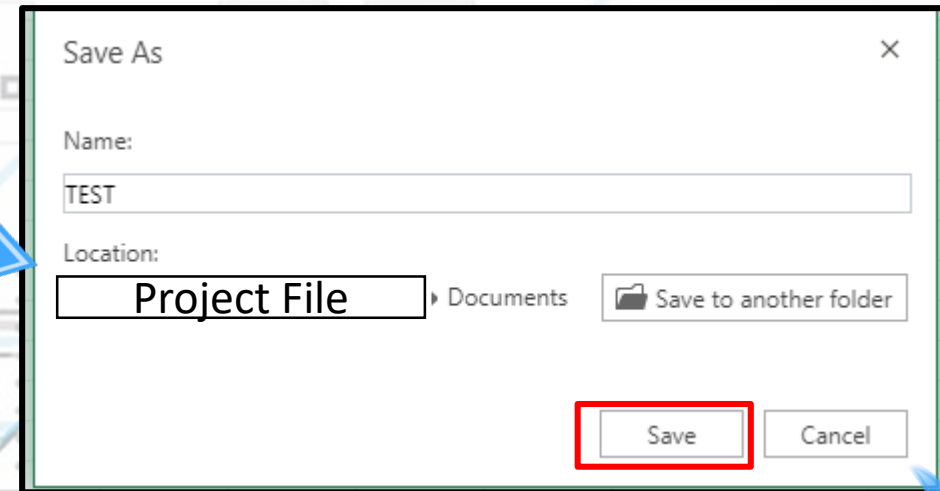 Save As
Name:
TEST
Location:
Project File Documents Save to another folder
Save Cancel